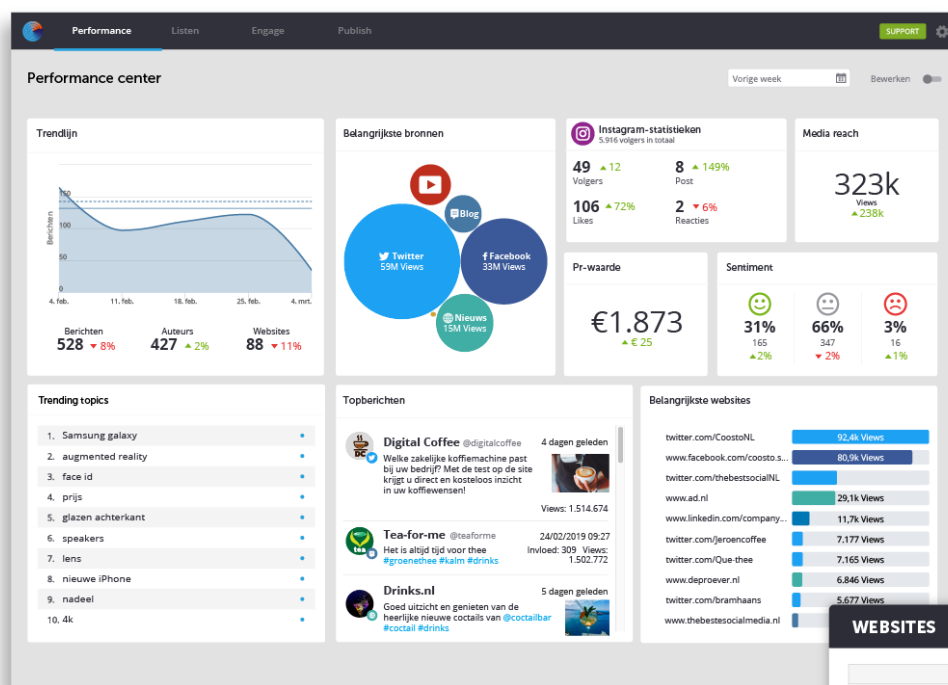 Performance
Listen
Engage
Publish
SUPPORT
Performance center
Vorige week
Bewerken
Trendlijn
Berichten
150
100
50
0
4. feb.
11. feb.
18. feb.
25. feb.
4. mrt.
Berichten
528 ▼ 8%
Auteurs
427 ▲ 2%
Websites
88 ▼ 11%
Belangrijkste bronnen
Blog
Twitter
59M Views
Facebook
33M Views
Nieuws
15M Views
Instagram-statistieken
5.916 volgers in totaal
49 ▲ 12
Volgers
8 ▲ 149%
Post
106 ▲ 72%
Likes
2 ▼ 6%
Reacties
Media reach
323k
Views
▲ 238k
Pr-waarde
€1.873
▲ € 25
Sentiment
31%
165
▲ 2%
66%
347
▼ 2%
3%
16
▲ 1%
Trending topics
1. Samsung galaxy
2. augmented reality
3. face id
4. prijs
5. glazen achterkant
6. speakers
7. lens
8. nieuwe iPhone
9. nadeel
10. 4k
Topberichten
DC
Digital Coffee @digitalcoffee
4 dagen geleden
Welke zakelijke koffiemachine past
bij uw bedrijf? Met de test op de site
krijgt u direct en kosteloos inzicht
in uw koffiewensen!
Views: 1.514.674
tea
Tea-for-me @teaforme
24/02/2019 09:27
Het is altijd tijd voor thee
#groenethee #kalm #drinks
Invloed: 309 Views:
1.502.772
Drinks.nl
5 dagen geleden
Goed uitzicht en genieten van de
heerlijke nieuwe coctails van @coctailbar
#coctail #drinks
Belangrijkste websites
twitter.com/CoostoNL
92,4k Views
www.facebook.com/coosto.s...
80,9k Views
twitter.com/thebestsocialNL
www.ad.nl
29,1k Views
www.linkedin.com/company...
11,7k Views
twitter.com/Jeroencoffee
7.177 Views
twitter.com/Que-thee
7.165 Views
www.deproever.nl
6.846 Views
twitter.com/bramhaans
5.677 Views
www.thebestesocialmedia.nl
WEBSITES